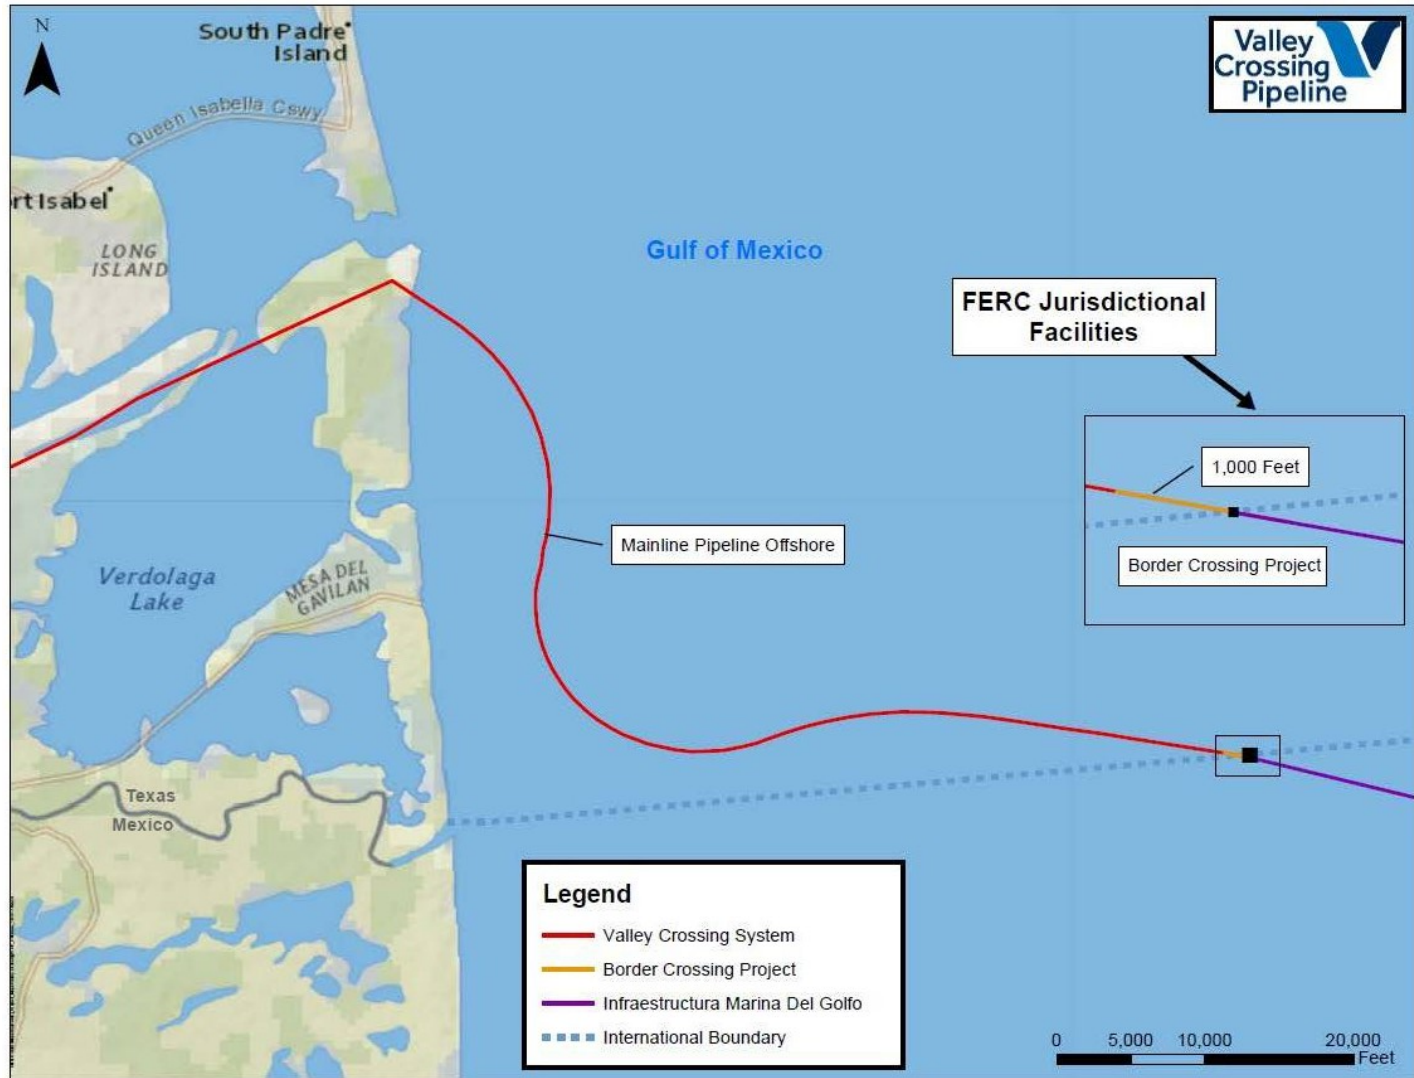 N
South Padre
Island
Queen Isabella Cswy
rt Isabel
LONG
ISLAND
Gulf of Mexico
Valley
Crossing
Pipeline
FERC Jurisdictional
Facilities
1,000 Feet
Border Crossing Project
Mainline Pipeline Offshore
Verdolaga
Lake
MESA DEL
GAVILAN
Texas
Mexico
Legend
Valley Crossing System
Border Crossing Project
Infraestructura Marina Del Golfo
International Boundary
0 5,000 10,000 20,000
Feet